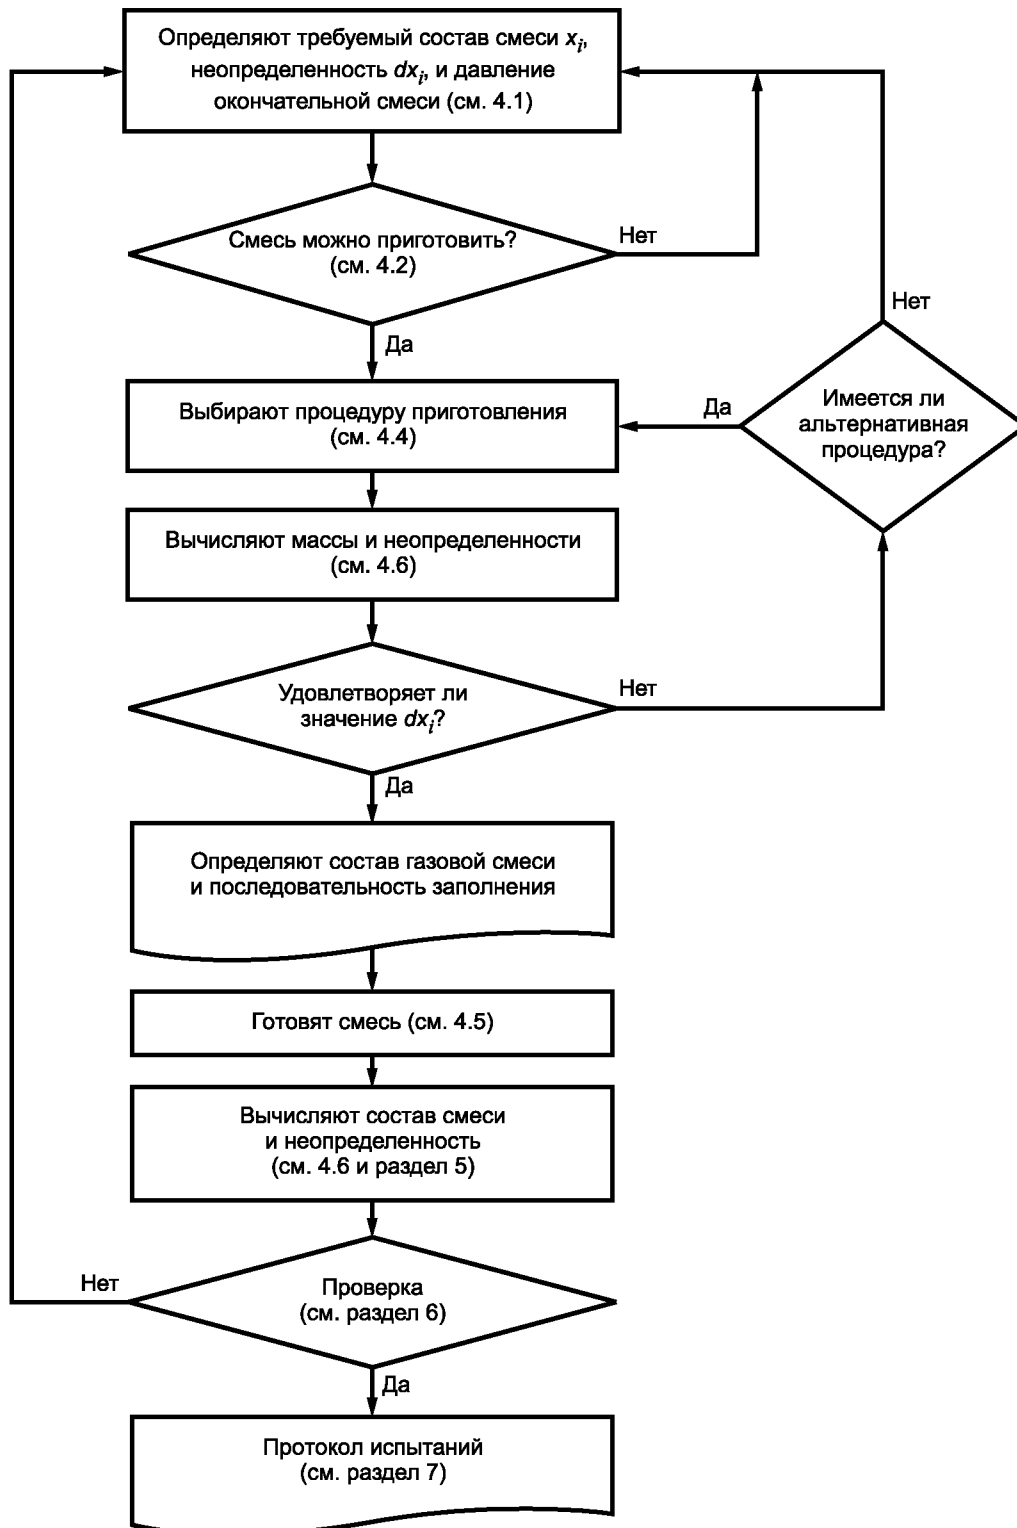 Определяют требуемый состав смеси xi,
неопределенность dxi, и давление
окончательной смеси (см. 4.1)
Смесь можно приготовить?
(см. 4.2)
Нет
Да
Нет
Выбирают процедуру приготовления
(см. 4.4)
Да
Имеется ли
альтернативная
процедура?
Вычисляют массы и неопределенности
(см. 4.6)
Удовлетворяет ли
значение dxi?
Нет
Да
Определяют состав газовой смеси
и последовательность заполнения
Готовят смесь (см. 4.5)
Вычисляют состав смеси
и неопределенность
(см. 4.6 и раздел 5)
Нет
Проверка
(см. раздел 6)
Да
Протокол испытаний
(см. раздел 7)